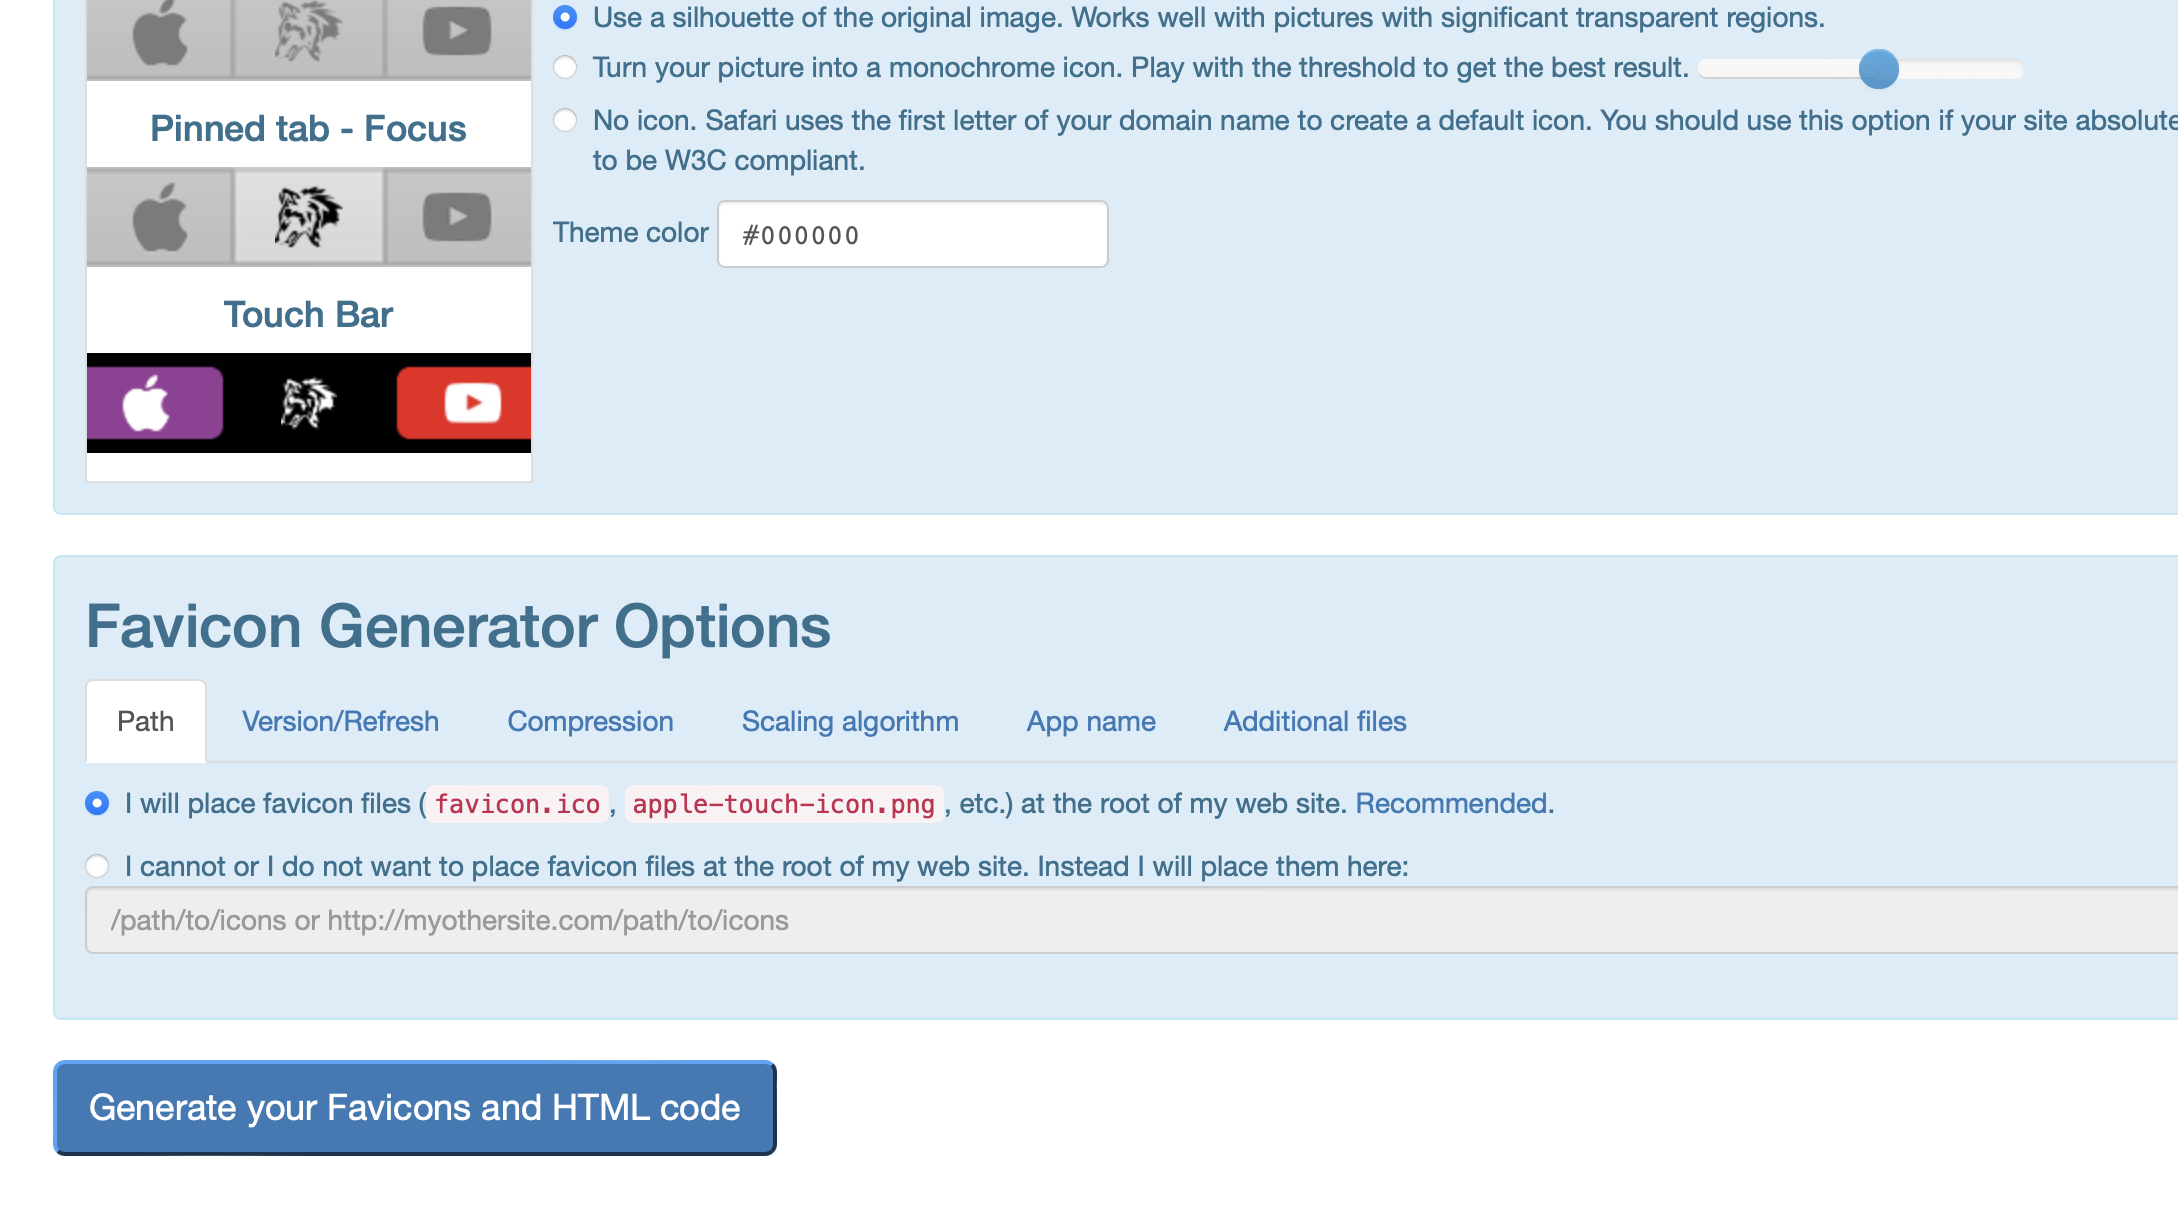 Use a silhouette of the original image. Works well with pictures with significant transparent regions.
Turn your picture into a monochrome icon. Play with the threshold to get the best result.
Pinned tab - Focus
No icon. Safari uses the first letter of your domain name to create a default icon. You should use this option if your site absolute
to be W3C compliant.
Theme color #000000
Touch Bar
Favicon Generator Options
Path Version/Refresh Compression Scaling algorithm App name Additional files
I will place favicon files (favicon.ico, apple-touch-icon.png, etc.) at the root of my web site. Recommended.
I cannot or I do not want to place favicon files at the root of my web site. Instead I will place them here:
/path/to/icons or http://myothersite.com/path/to/icons
Generate your Favicons and HTML code